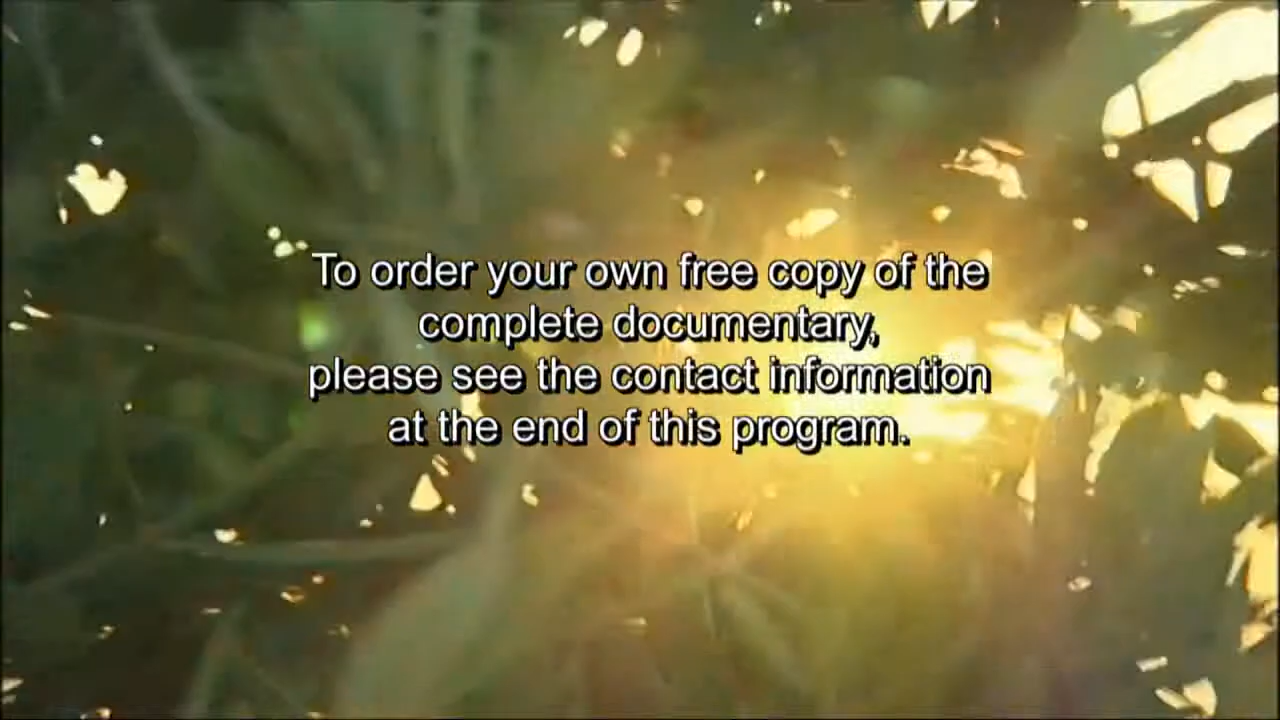 To order your own free copy of the
complete documentary,
please see the contact information
at the end of this program.